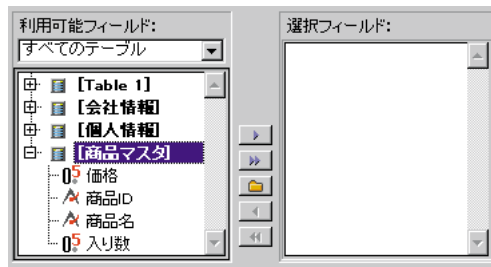 利用可能フィールド:
すべてのテーブル
[Table 1]
[会社情報]
[個人情報]
[商品マスタ]
価格
商品ID
商品名
入り数
選択フィールド: